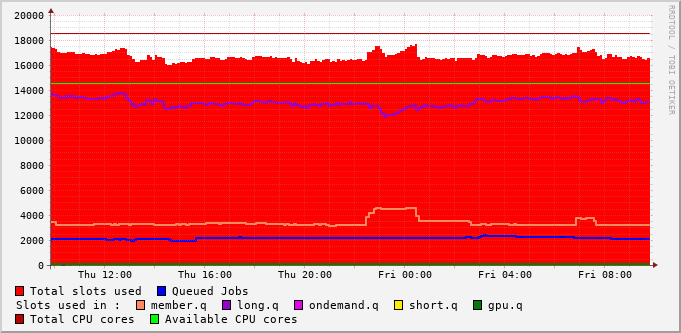 20000
18000
16000
14000
12000
10000
8000
6000
4000
2000
0
Thu 12:00 Thu 16:00 Thu 20:00 Fri 00:00 Fri 04:00 Fri 08:00
RRDTOOL / TOBI OETIKER
Total slots used Queued Jobs
Slots used in : member.q long.q ondemand.q short.q gpu.q
Total CPU cores Available CPU cores